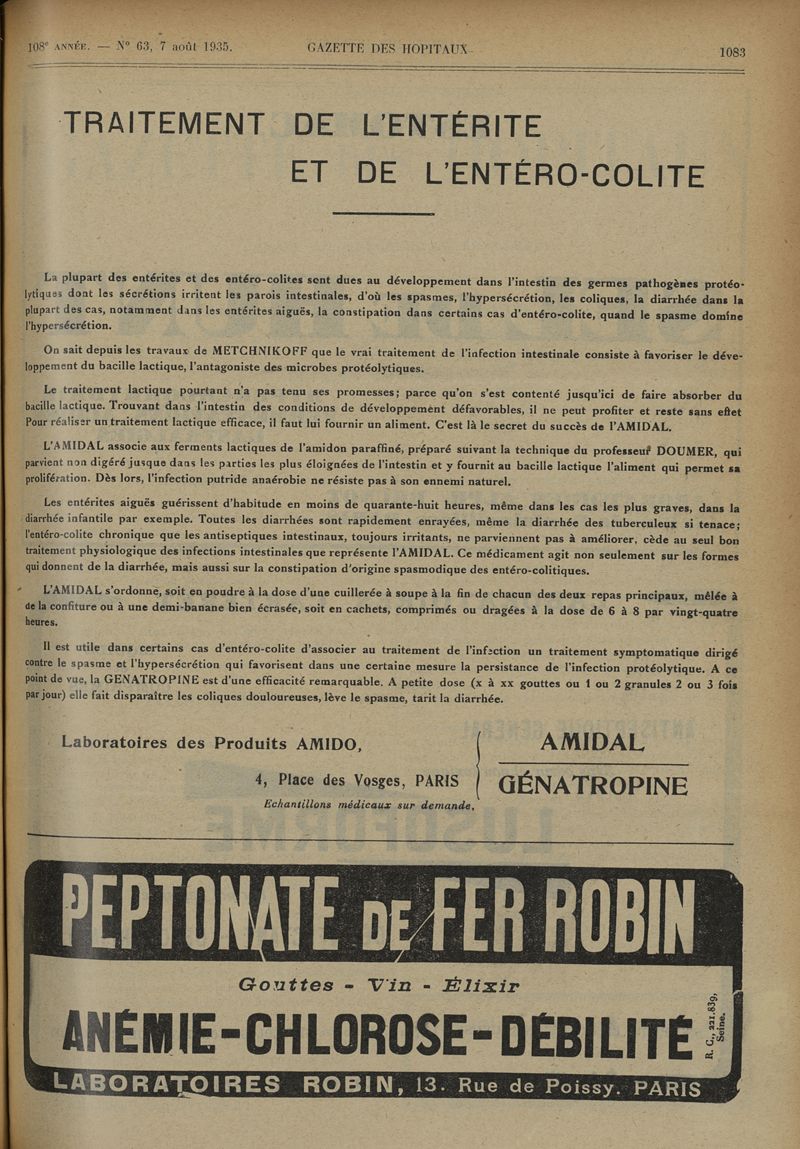 108e ANNÉE. — N° 63, 7 août 1935.
GAZETTE DES HOPITAUX
1083
TRAITEMENT DE L'ENTÉRITE
ET DE L'ENTÉRO-COLITE
La plupart des entérites et des entéro-colites sont dues au développement dans l'intestin des germes pathogènes protéo-
lytiques dont les sécrétions irritent les parois intestinales, d'où les spasmes, l'hypersécrétion, les coliques, la diarrhée dans la
plupart des cas, notamment dans les entérites aiguës, la constipation dans certains cas d'entéro-colite, quand le spasme domine
l'hypersécrétion.
On sait depuis les travaux de METCHNIKOFF que le vrai traitement de l'infection intestinale consiste à favoriser le déve-
loppement du bacille lactique, l'antagoniste des microbes protéolytiques.
Le traitement lactique pourtant n'a pas tenu ses promesses; parce qu'on s'est contenté jusqu'ici de faire absorber du
bacille lactique. Trouvant dans l'intestin des conditions de développement défavorables, il ne peut profiter et reste sans effet
Pour réaliser un traitement lactique efficace, il faut lui fournir un aliment. C'est là le secret du succès de l'AMIDAL.
L'AMIDAL associe aux ferments lactiques de l'amidon paraffiné, préparé suivant la technique du professeur DOUMER, qui
parvient non digéré jusque dans les parties les plus éloignées de l'intestin et y fournit au bacille lactique l'aliment qui permet sa
prolifération. Dès lors, l'infection putride anaérobie ne résiste pas à son ennemi naturel.
Les entérites aiguës guérissent d'habitude en moins de quarante-huit heures, même dans les cas les plus graves, dans la
diarrhée infantile par exemple. Toutes les diarrhées sont rapidement enrayées, même la diarrhée des tuberculeux si tenace;
l'entéro-colite chronique que les antiseptiques intestinaux, toujours irritants, ne parviennent pas à améliorer, cède au seul bon
traitement physiologique des infections intestinales que représente l'AMIDAL. Ce médicament agit non seulement sur les formes
qui donnent de la diarrhée, mais aussi sur la constipation d'origine spasmodique des entéro-colitiques.
L'AMIDAL s'ordonne, soit en poudre à la dose d'une cuillerée à soupe à la fin de chacun des deux repas principaux, mêlée à
de la confiture ou à une demi-banane bien écrasée, soit en cachets, comprimés ou dragées à la dose de 6 à 8 par vingt-quatre
heures.
Il est utile dans certains cas d'entéro-colite d'associer au traitement de l'infection un traitement symptomatique dirigé
contre le spasme et l'hypersécrétion qui favorisent dans une certaine mesure la persistance de l'infection protéolytique. A ce
point de vue, la GENATROPINE est d'une efficacité remarquable. A petite dose (x à xx gouttes ou 1 ou 2 granules 2 ou 3 fois
par jour) elle fait disparaître les coliques douloureuses, lève le spasme, tarit la diarrhée.
Laboratoires des Produits AMIDO,
4, Place des Vosges, PARIS
Echantillons médicaux sur demande.
AMIDAL
GÉNATROPINE
PEPTONATE DE FER ROBIN
Gouttes - Vin - Élixir
ANÉMIE-CHLOROSE-DÉBILITÉ
R. C., 221.839,
Seine.
LABORATOIRES ROBIN, 13. Rue de Poissy. PARIS